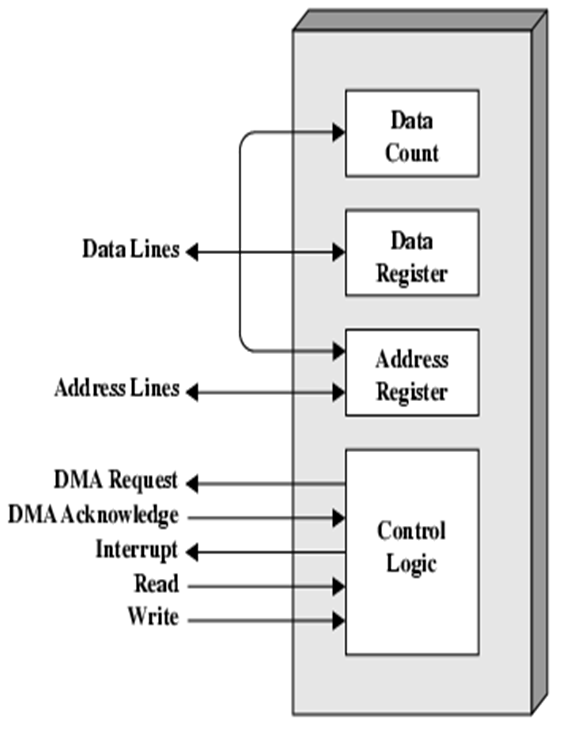 Data
Count
Data Lines
Data
Register
Address
Register
Address Lines
DMA Request
DMA Acknowledge
Interrupt
Read
Write
Control
Logic